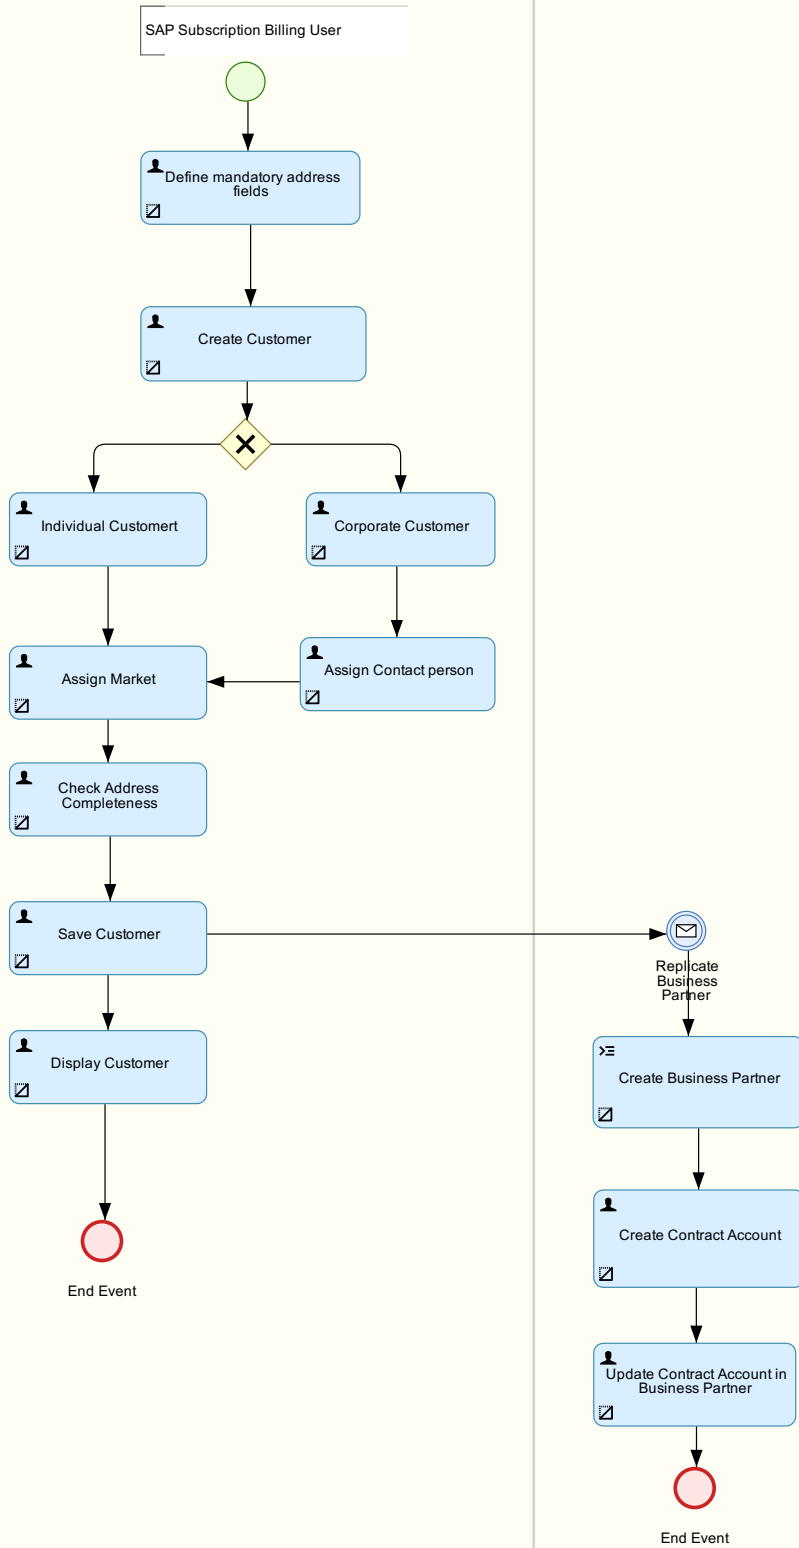 SAP Subscription Billing User
Define mandatory address
fields
Create Customer
Individual Customert
Corporate Customer
Assign Market
Assign Contact person
Check Address
Completeness
Save Customer
Replicate
Business
Partner
Display Customer
Create Business Partner
Create Contract Account
End Event
Update Contract Account in
Business Partner
End Event